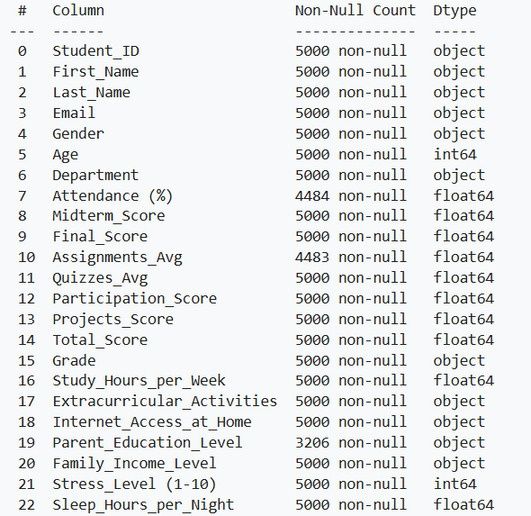 #   Column                      Non-Null Count  Dtype
---  ------                      --------------  -----
0   Student_ID                  5000 non-null   object
1   First_Name                  5000 non-null   object
2   Last_Name                   5000 non-null   object
3   Email                       5000 non-null   object
4   Gender                      5000 non-null   object
5   Age                         5000 non-null   int64
6   Department                  5000 non-null   object
7   Attendance (%)              4484 non-null   float64
8   Midterm_Score               5000 non-null   float64
9   Final_Score                 5000 non-null   float64
10  Assignments_Avg             4483 non-null   float64
11  Quizzes_Avg                 5000 non-null   float64
12  Participation_Score         5000 non-null   float64
13  Projects_Score              5000 non-null   float64
14  Total_Score                 5000 non-null   float64
15  Grade                       5000 non-null   object
16  Study_Hours_per_Week        5000 non-null   float64
17  Extracurricular_Activities  5000 non-null   object
18  Internet_Access_at_Home     5000 non-null   object
19  Parent_Education_Level      3206 non-null   object
20  Family_Income_Level         5000 non-null   object
21  Stress_Level (1-10)         5000 non-null   int64
22  Sleep_Hours_per_Night       5000 non-null   float64